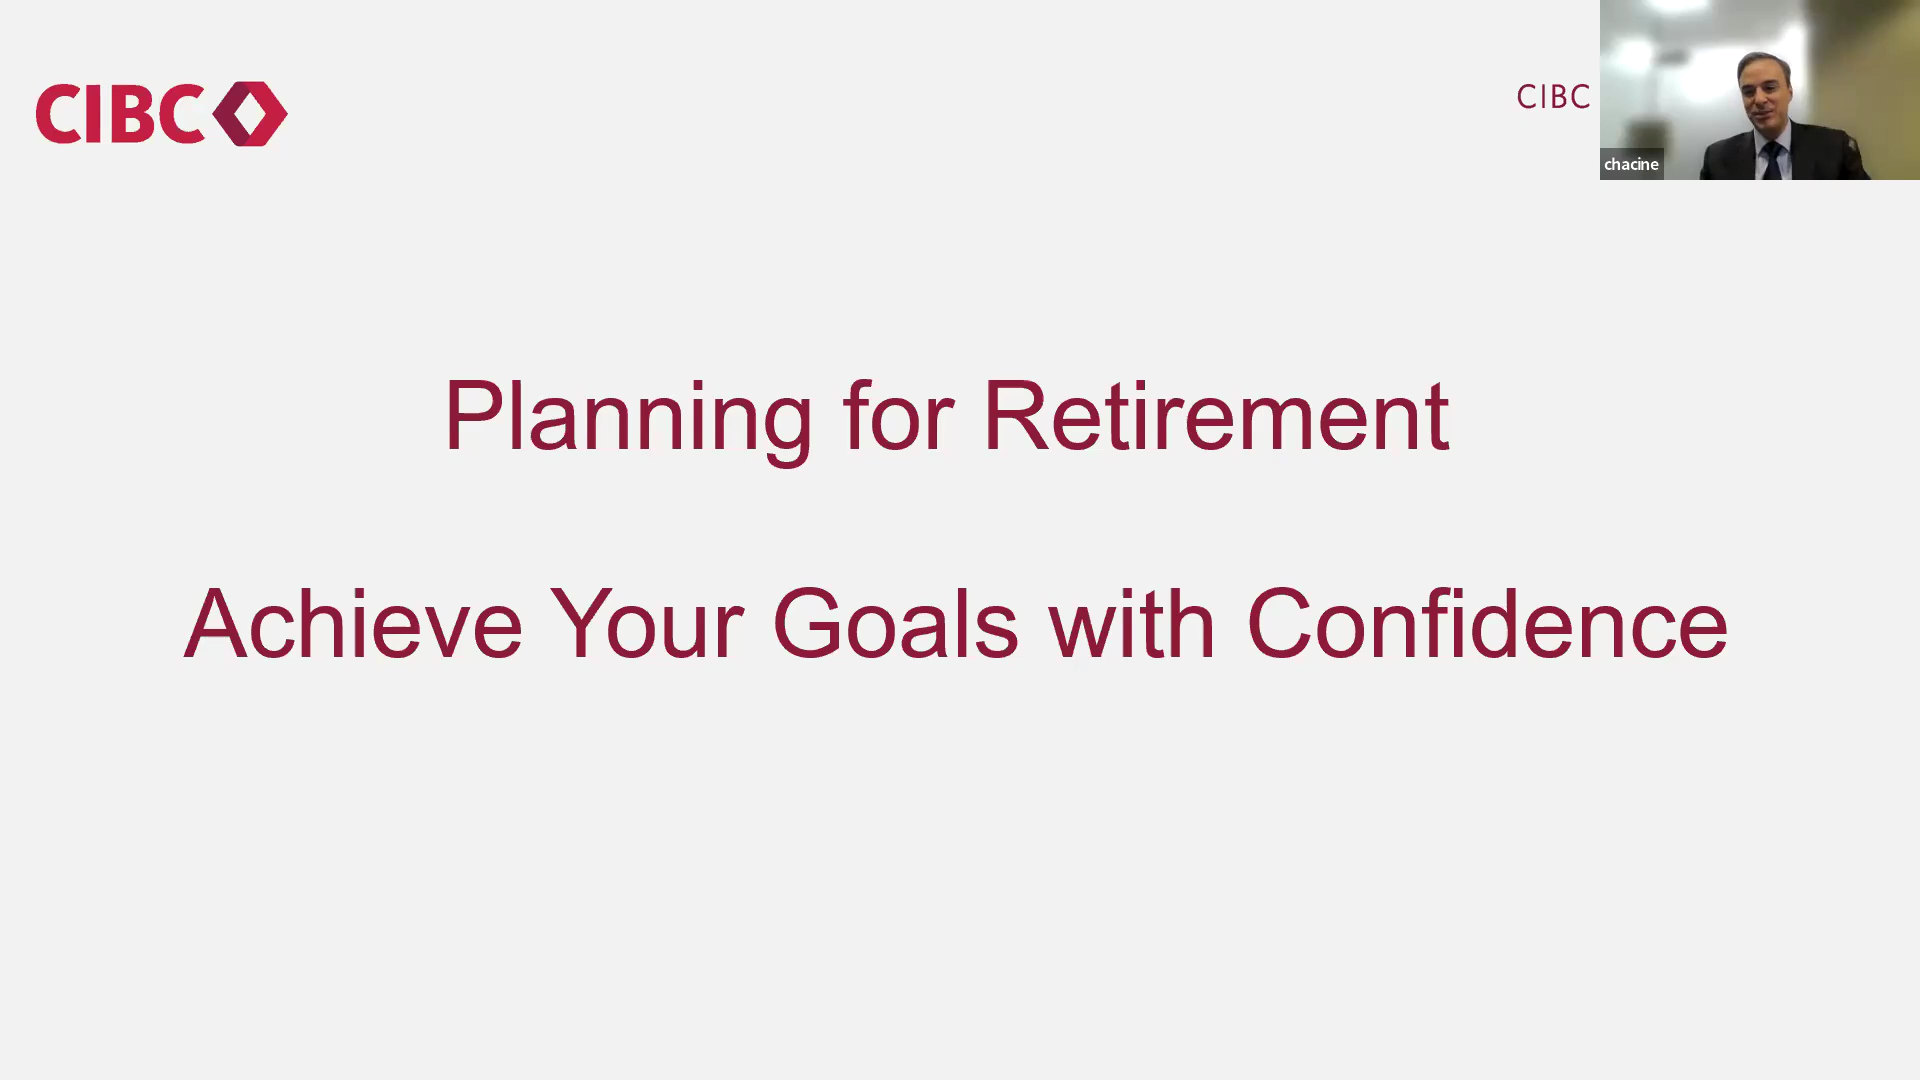 CIBC
CIBC
chacine
Planning for Retirement
Achieve Your Goals with Confidence